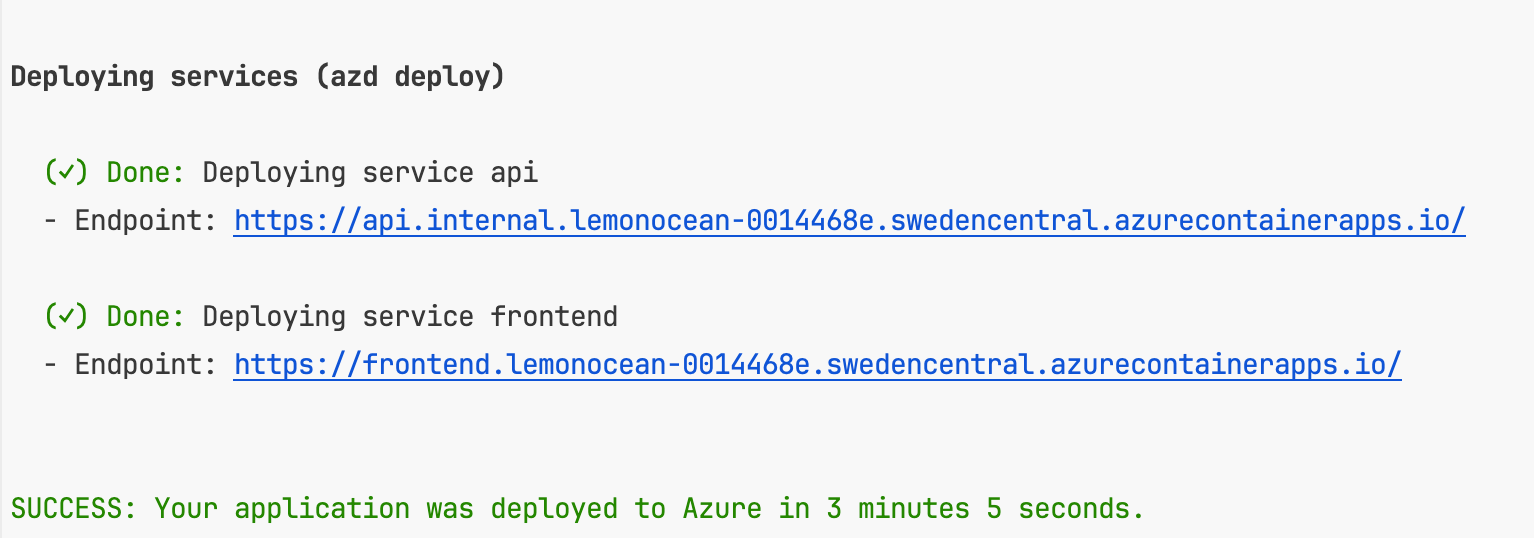 Deploying services (azd deploy)
(✓) Done: Deploying service api
- Endpoint: https://api.internal.lemonocean-0014468e.swedencentral.azurecontainerapps.io/
(✓) Done: Deploying service frontend
- Endpoint: https://frontend.lemonocean-0014468e.swedencentral.azurecontainerapps.io/
SUCCESS: Your application was deployed to Azure in 3 minutes 5 seconds.